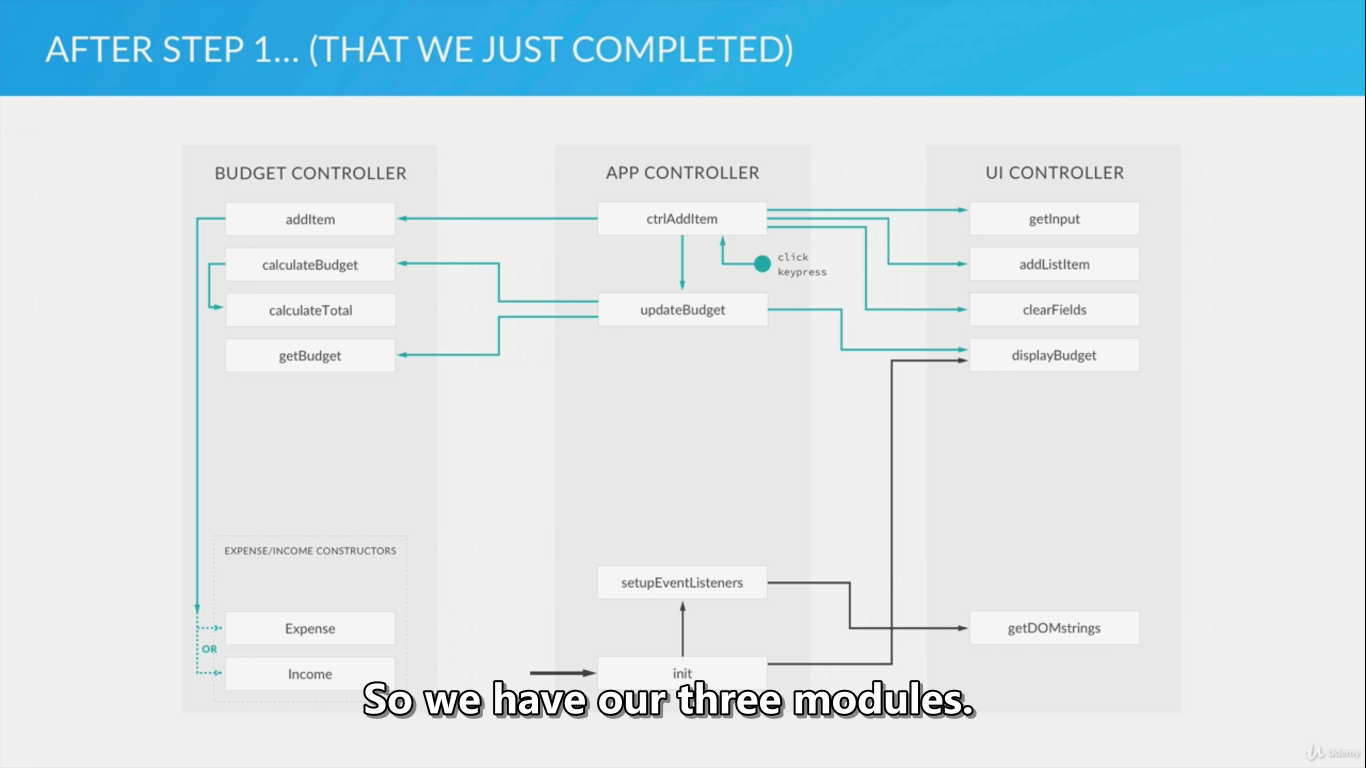 AFTER STEP 1... (THAT WE JUST COMPLETED)
BUDGET CONTROLLER
addItem
calculateBudget
calculateTotal
getBudget
EXPENSE/INCOME CONSTRUCTORS
Expense
OR
Income
APP CONTROLLER
ctrlAddItem
click
keypress
updateBudget
setupEventListeners
init
UI CONTROLLER
getInput
addListItem
clearFields
displayBudget
getDOMstrings
So we have our three modules.
Udemy